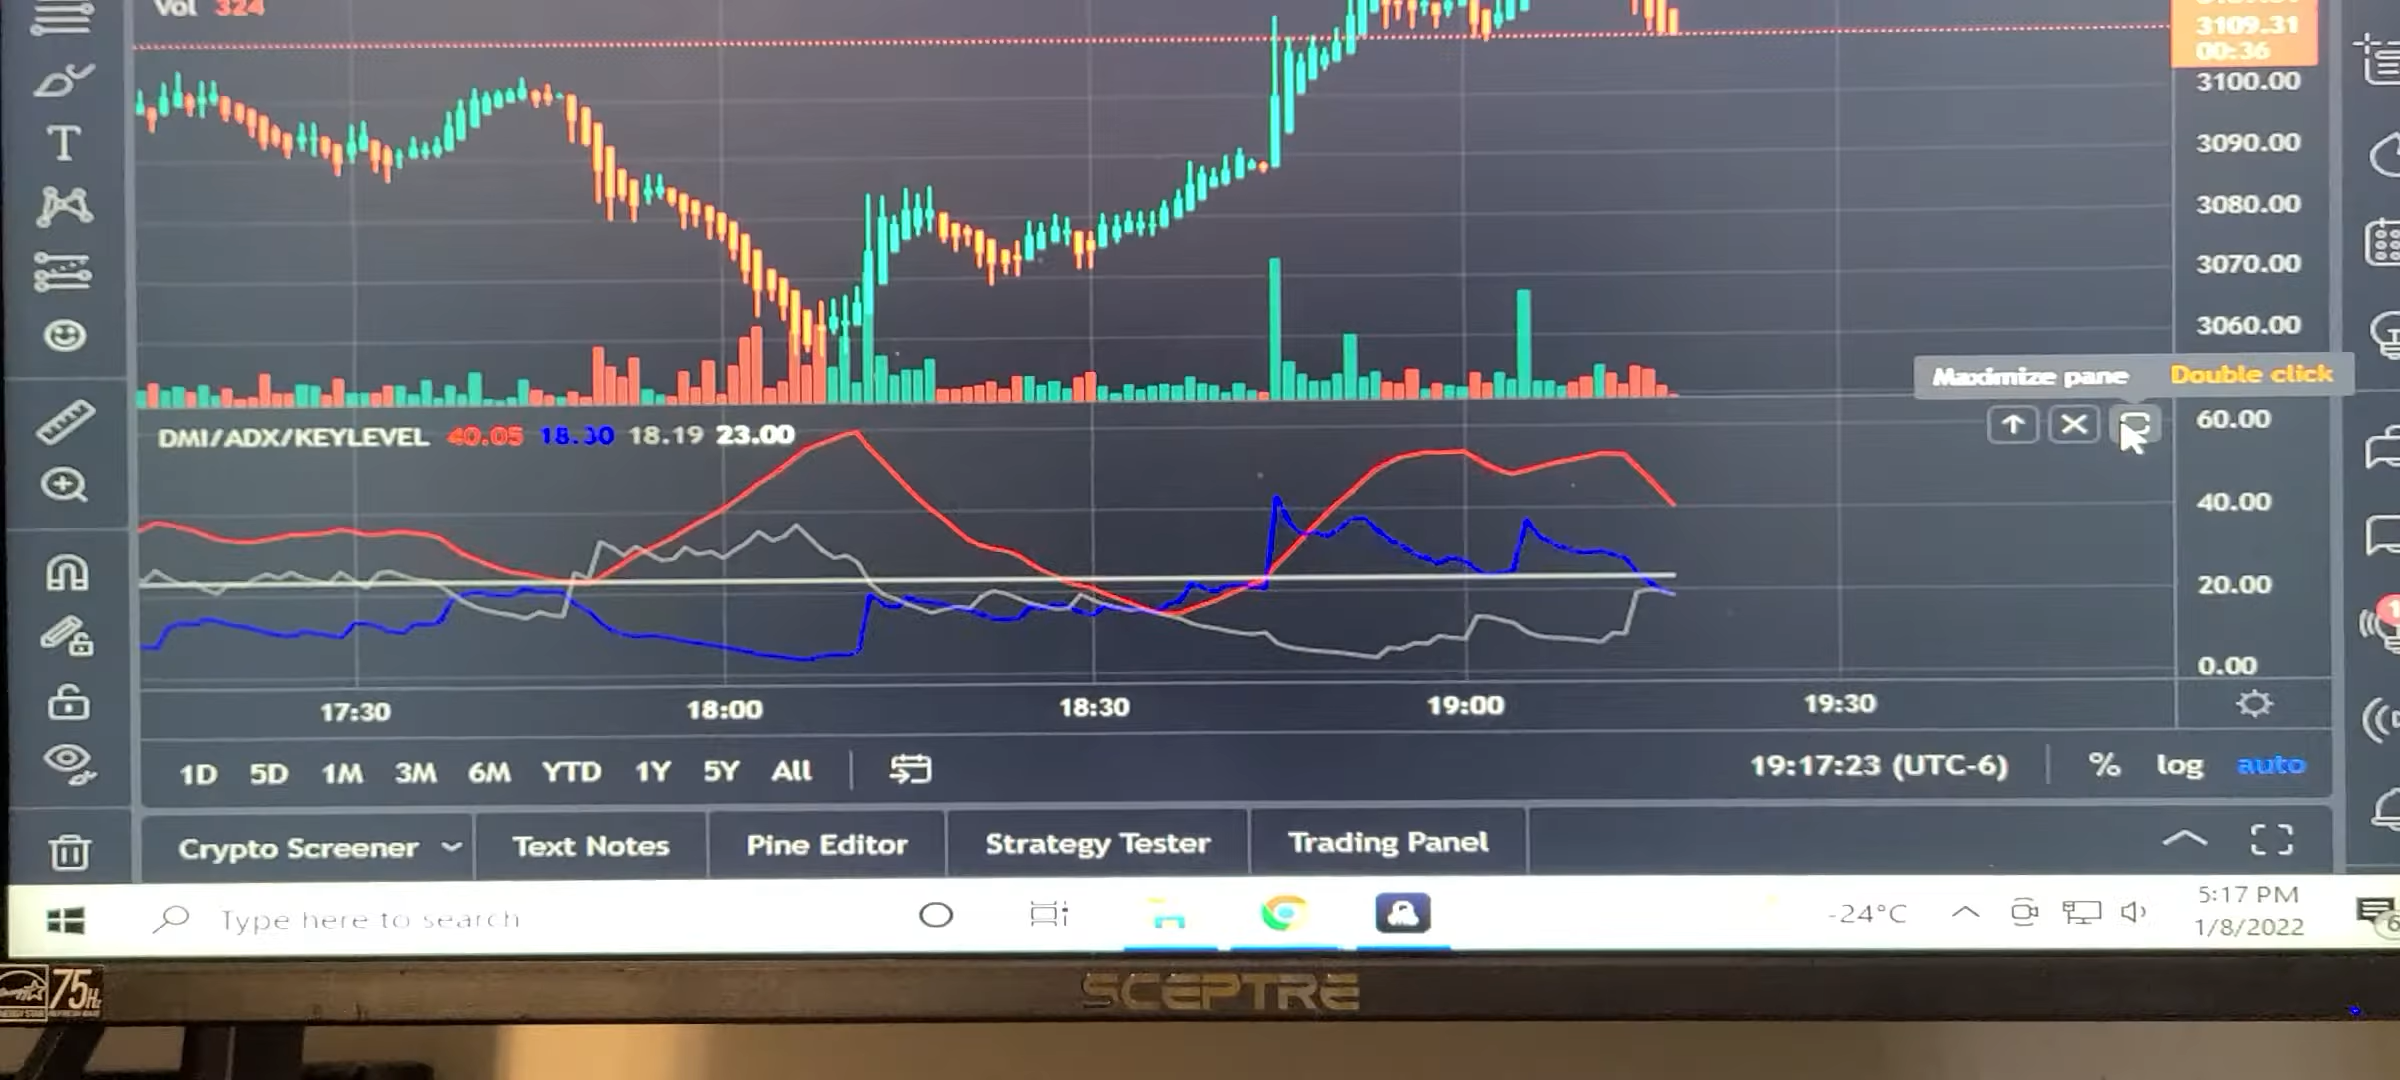 Vol 324
3109.31
00:36
3100.00
3090.00
3080.00
3070.00
3060.00
Maximize pane Double click
DMI/ADX/KEYLEVEL 40.05 18.30 18.19 23.00
60.00
40.00
20.00
0.00
17:30 18:00 18:30 19:00 19:30
1D 5D 1M 3M 6M YTD 1Y 5Y All
19:17:23 (UTC-6) % log auto
Crypto Screener Text Notes Pine Editor Strategy Tester Trading Panel
Type here to search
-24°C
5:17 PM
1/8/2022
6
75Hz
SCEPTRE